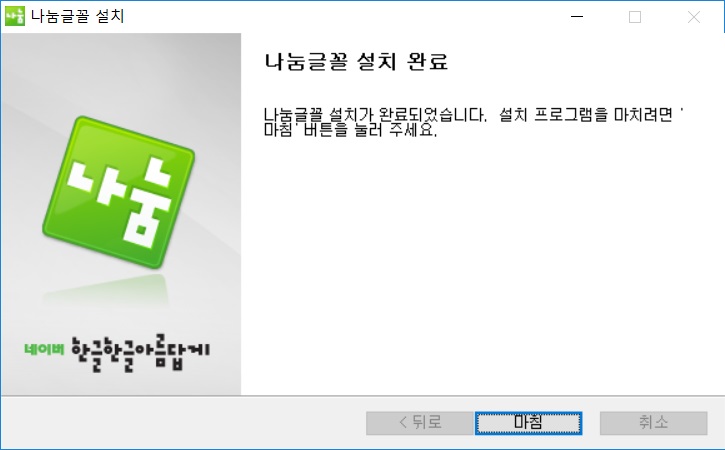 나눔글꼴 설치
나눔글꼴 설치 완료
나눔글꼴 설치가 완료되었습니다. 설치 프로그램을 마치려면 '
마침' 버튼을 눌러 주세요.
나눔
네이버 한글한글아름답게
< 뒤로
마침
취소